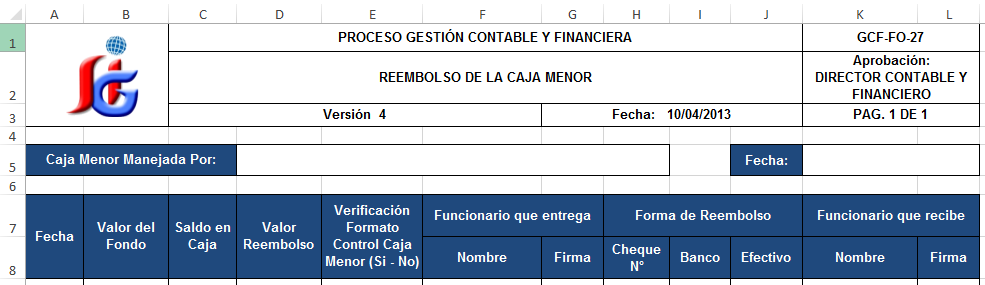 A B C D E F G H I J K L
1 PROCESO GESTIÓN CONTABLE Y FINANCIERA GCF-FO-27
2 REEMBOLSO DE LA CAJA MENOR Aprobación:
DIRECTOR CONTABLE Y
FINANCIERO
3 Versión 4 Fecha: 10/04/2013 PAG. 1 DE 1
4
5 Caja Menor Manejada Por: Fecha:
6
7 Fecha Valor del
Fondo
Saldo en
Caja
Valor
Reembolso
Verificación
Formato
Control Caja
Menor (Si - No)
Funcionario que entrega Forma de Reembolso Funcionario que recibe
8 Nombre Firma Cheque
N°
Banco Efectivo Nombre Firma